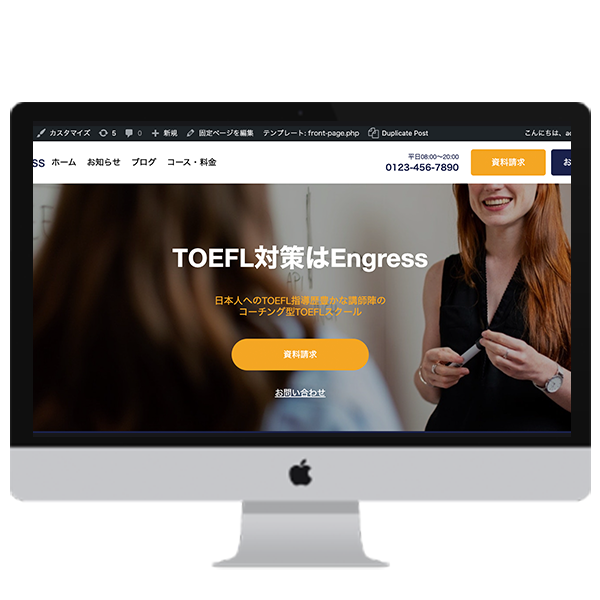 カスタマイズ 5 0 新規 固定ページを編集 テンプレート: front-page.php Duplicate Post こんにちは、
ホーム お知らせ ブログ コース・料金
平日08:00〜20:00
0123-456-7890
資料請求
TOEFL対策はEngress
日本人へのTOEFL指導歴豊かな講師陣の
コーチング型TOEFLスクール
資料請求
お問い合わせ